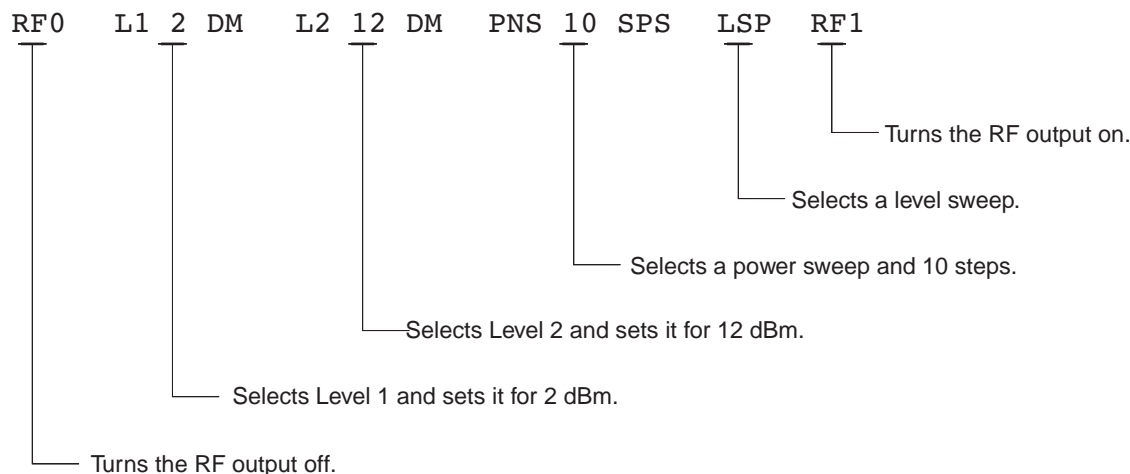 RF0 L1 2 DM L2 12 DM PNS 10 SPS LSP RF1
Turns the RF output on.
Selects a level sweep.
Selects a power sweep and 10 steps.
Selects Level 2 and sets it for 12 dBm.
Selects Level 1 and sets it for 2 dBm.
Turns the RF output off.